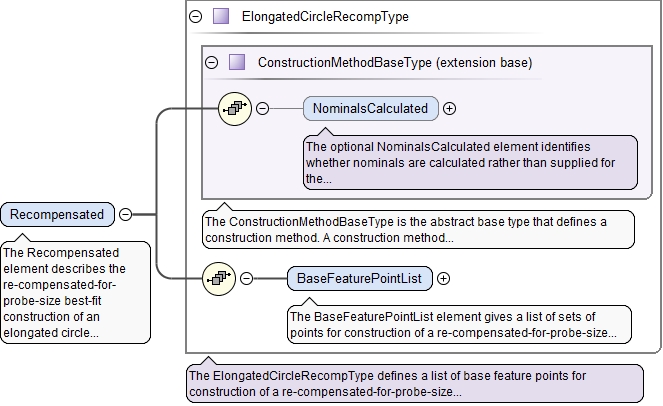 ElongatedCircleRecompType
ConstructionMethodBaseType (extension base)
NominalsCalculated
The optional NominalsCalculated element identifies
whether nominals are calculated rather than supplied for
the...
The ConstructionMethodBaseType is the abstract base type that defines a
construction method. A construction method...
Recompensated
The Recompensated
element describes the
re-compensated-for-
probe-size best-fit
construction of an
elongated circle...
BaseFeaturePointList
The BaseFeaturePointList element gives a list of sets of
points for construction of a re-compensated-for-probe-size...
The ElongatedCircleRecompType defines a list of base feature points for
construction of a re-compensated-for-probe-size...